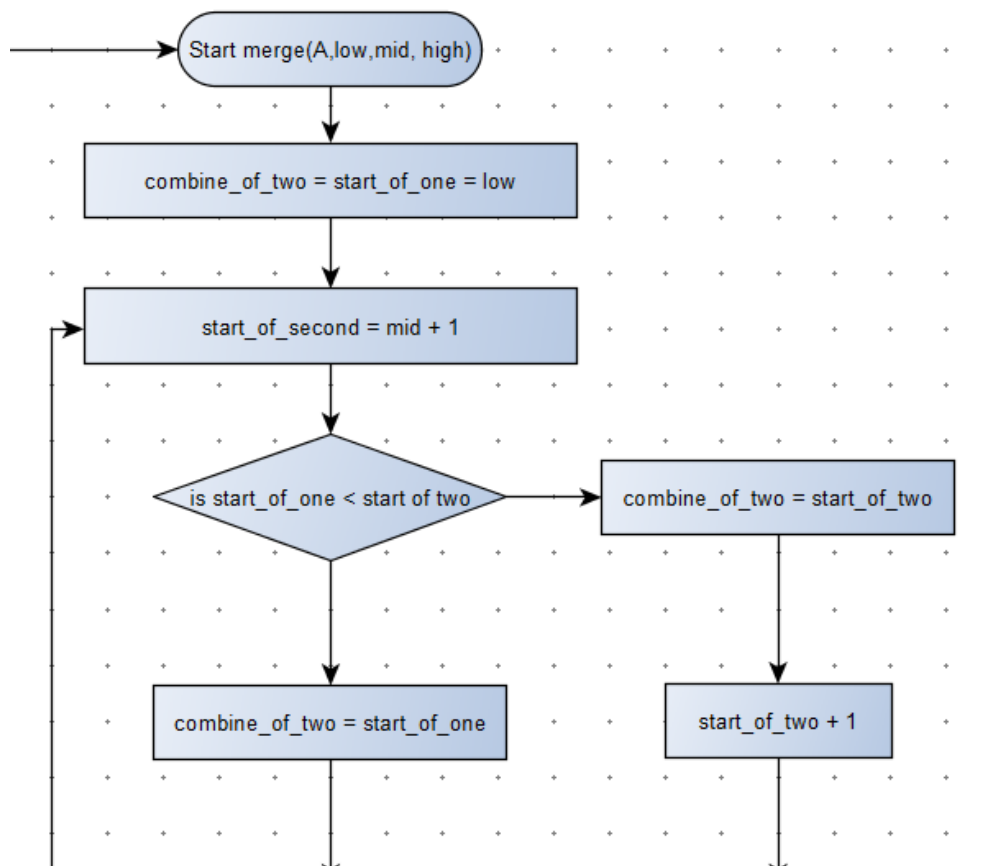 Start merge(A,low,mid, high)
combine_of_two = start_of_one = low
start_of_second = mid + 1
is start_of_one < start of two
combine_of_two = start_of_two
combine_of_two = start_of_one
start_of_two + 1